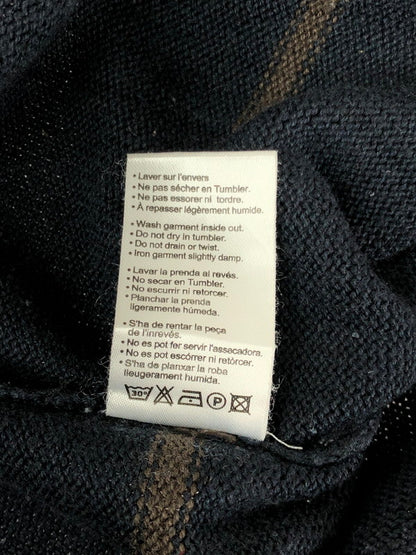 • Laver sur l'envers
• Ne pas sécher en Tumbler.
• Ne pas essorer ni tordre.
• À repasser légèrement humide.
• Wash garment inside out.
• Do not dry in tumbler.
• Do not drain or twist.
• Iron garment slightly damp.
• Lavar la prenda al revés.
• No secar en Tumbler.
• No escurrir ni retorcer.
• Planchar la prenda
ligeramente húmeda.
• S'ha de rentar la peça
de l'inrevés.
• No es pot fer servir l'assacadora.
• No es pot escórrer ni retòrcer.
• S'ha de planxar la roba
lieugerament humida.
30° P